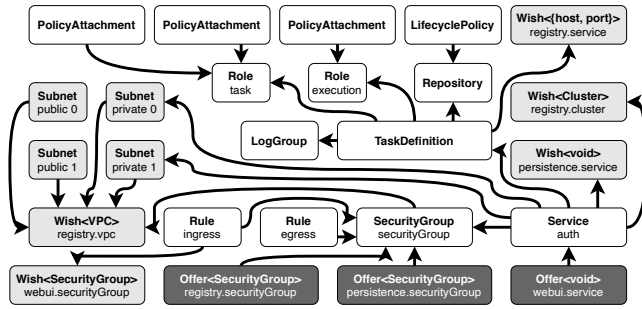 PolicyAttachment
PolicyAttachment
PolicyAttachment
LifecyclePolicy
Wish<{host, port}>
registry.service
Role
task
Role
execution
Repository
Subnet
public 0
Subnet
private 0
Wish<Cluster>
registry.cluster
LogGroup
TaskDefinition
Subnet
public 1
Subnet
private 1
Wish<void>
persistence.service
Wish<VPC>
registry.vpc
Rule
ingress
Rule
egress
SecurityGroup
securityGroup
Service
auth
Wish<SecurityGroup>
webui.securityGroup
Offer<SecurityGroup>
registry.securityGroup
Offer<SecurityGroup>
persistence.securityGroup
Offer<void>
webui.service